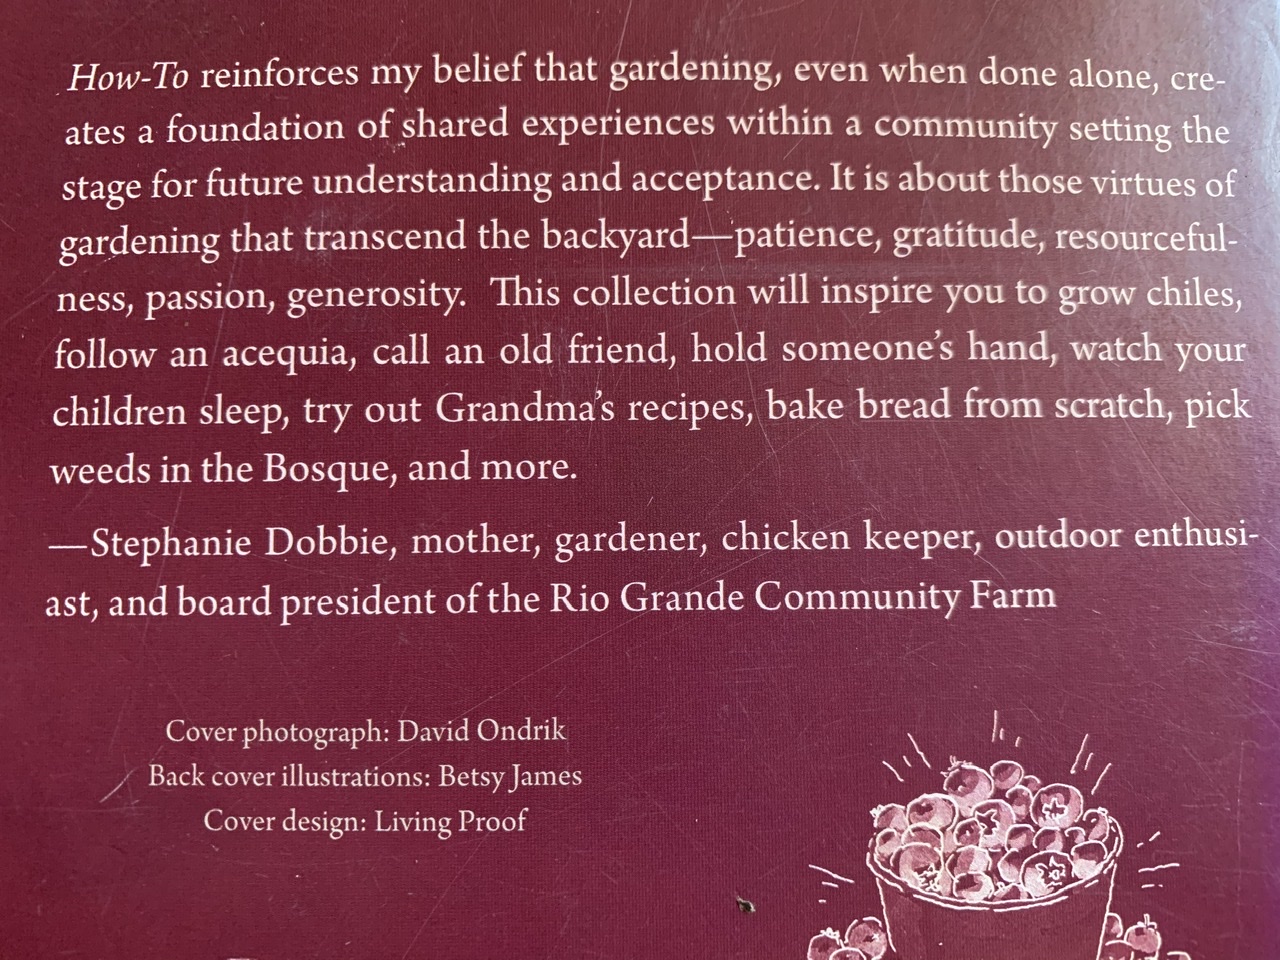 How-To reinforces my belief that gardening, even when done alone, cre-
ates a foundation of shared experiences within a community setting the
stage for future understanding and acceptance. It is about those virtues of
gardening that transcend the backyard—patience, gratitude, resourceful-
ness, passion, generosity. This collection will inspire you to grow chiles,
follow an acequia, call an old friend, hold someone's hand, watch your
children sleep, try out Grandma's recipes, bake bread from scratch, pick
weeds in the Bosque, and more.
—Stephanie Dobbie, mother, gardener, chicken keeper, outdoor enthusi-
ast, and board president of the Rio Grande Community Farm
Cover photograph: David Ondrik
Back cover illustrations: Betsy James
Cover design: Living Proof